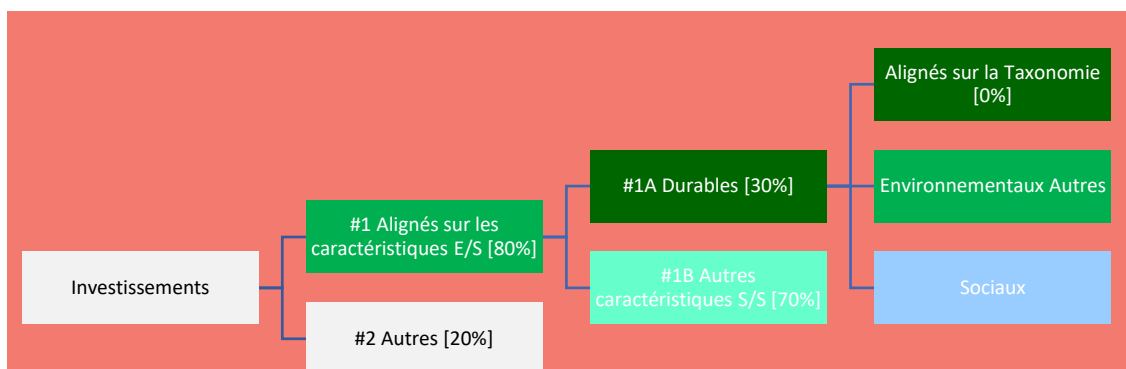 Investissements
#1 Alignés sur les
caractéristiques E/S [80%]
#2 Autres [20%]
#1A Durables [30%]
#1B Autres
caractéristiques S/S [70%]
Alignés sur la Taxonomie
[0%]
Environnementaux Autres
Sociaux